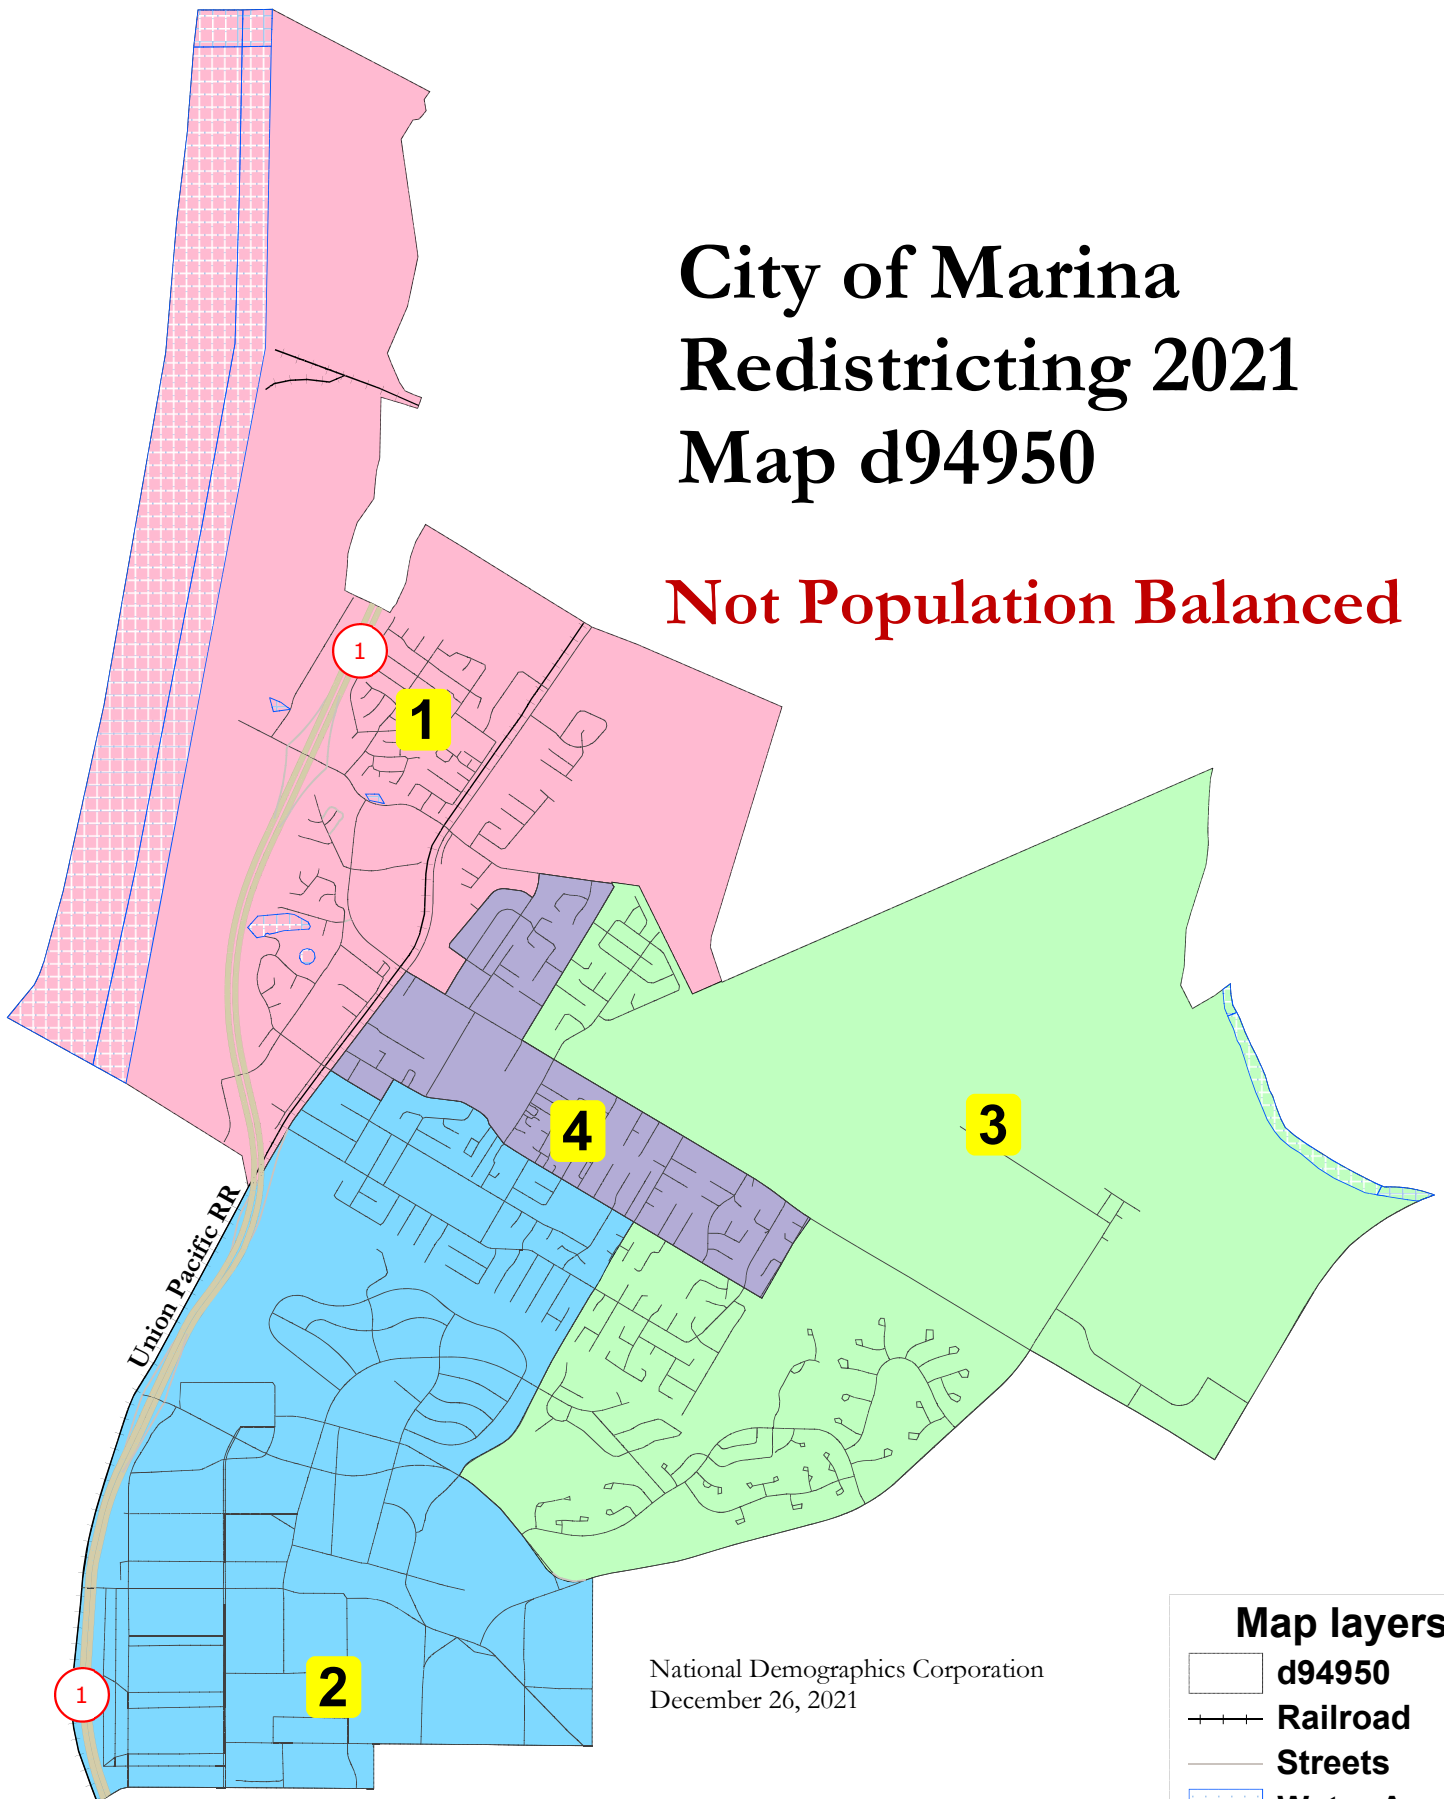 City of Marina
Redistricting 2021
Map d94950
Not Population Balanced
1
1
4
3
Union Pacific RR
2
1
National Demographics Corporation
December 26, 2021
Map layers
d94950
Railroad
Streets